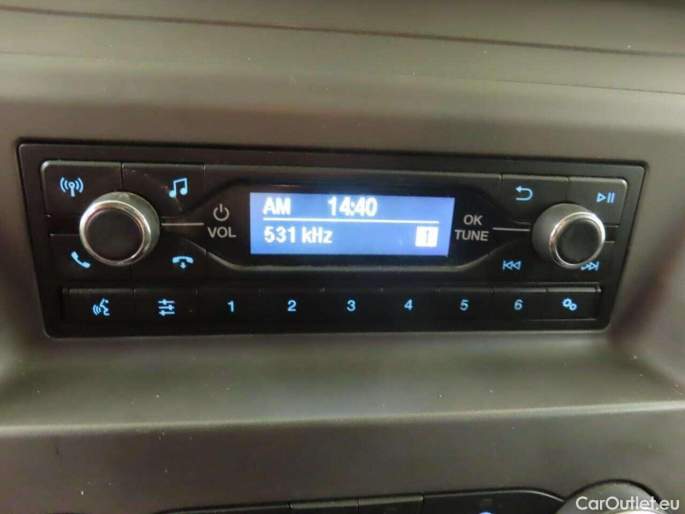 AM 14:40
531 kHz !
VOL
OK
TUNE
1 2 3 4 5 6
CarOutlet.eu